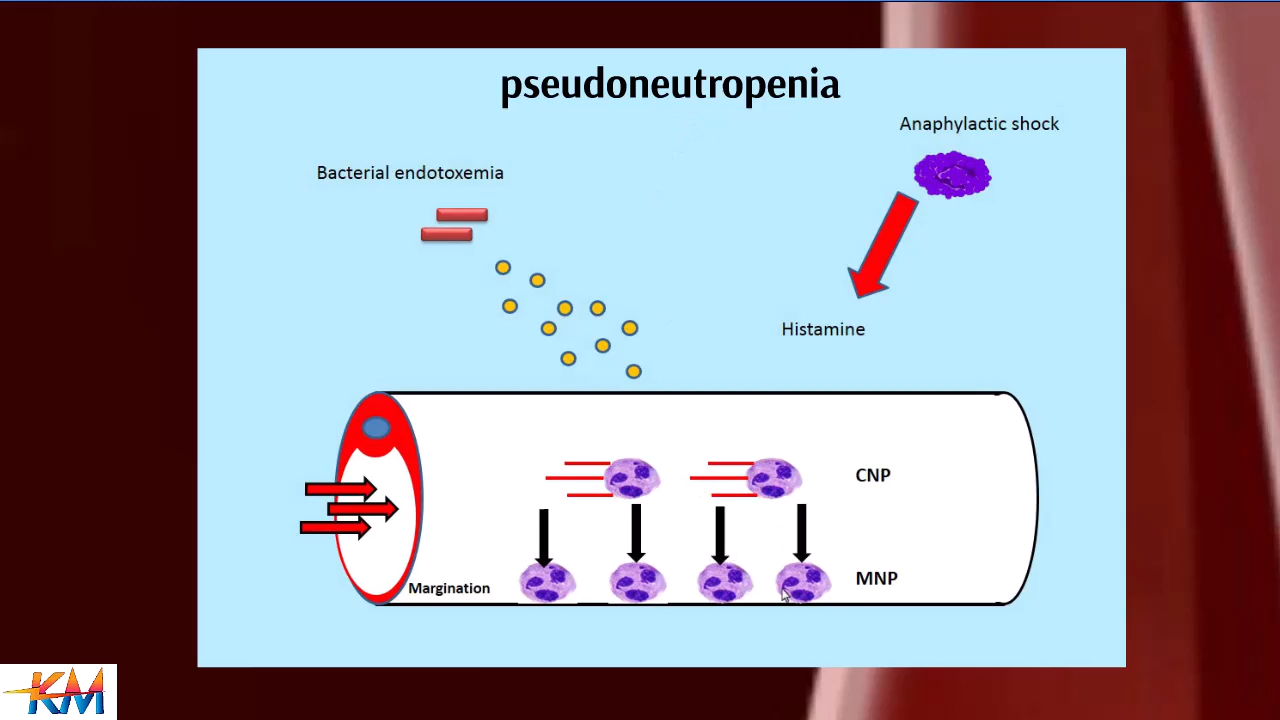 pseudoneutropenia
Anaphylactic shock
Bacterial endotoxemia
Histamine
CNP
MNP
Margination
KM